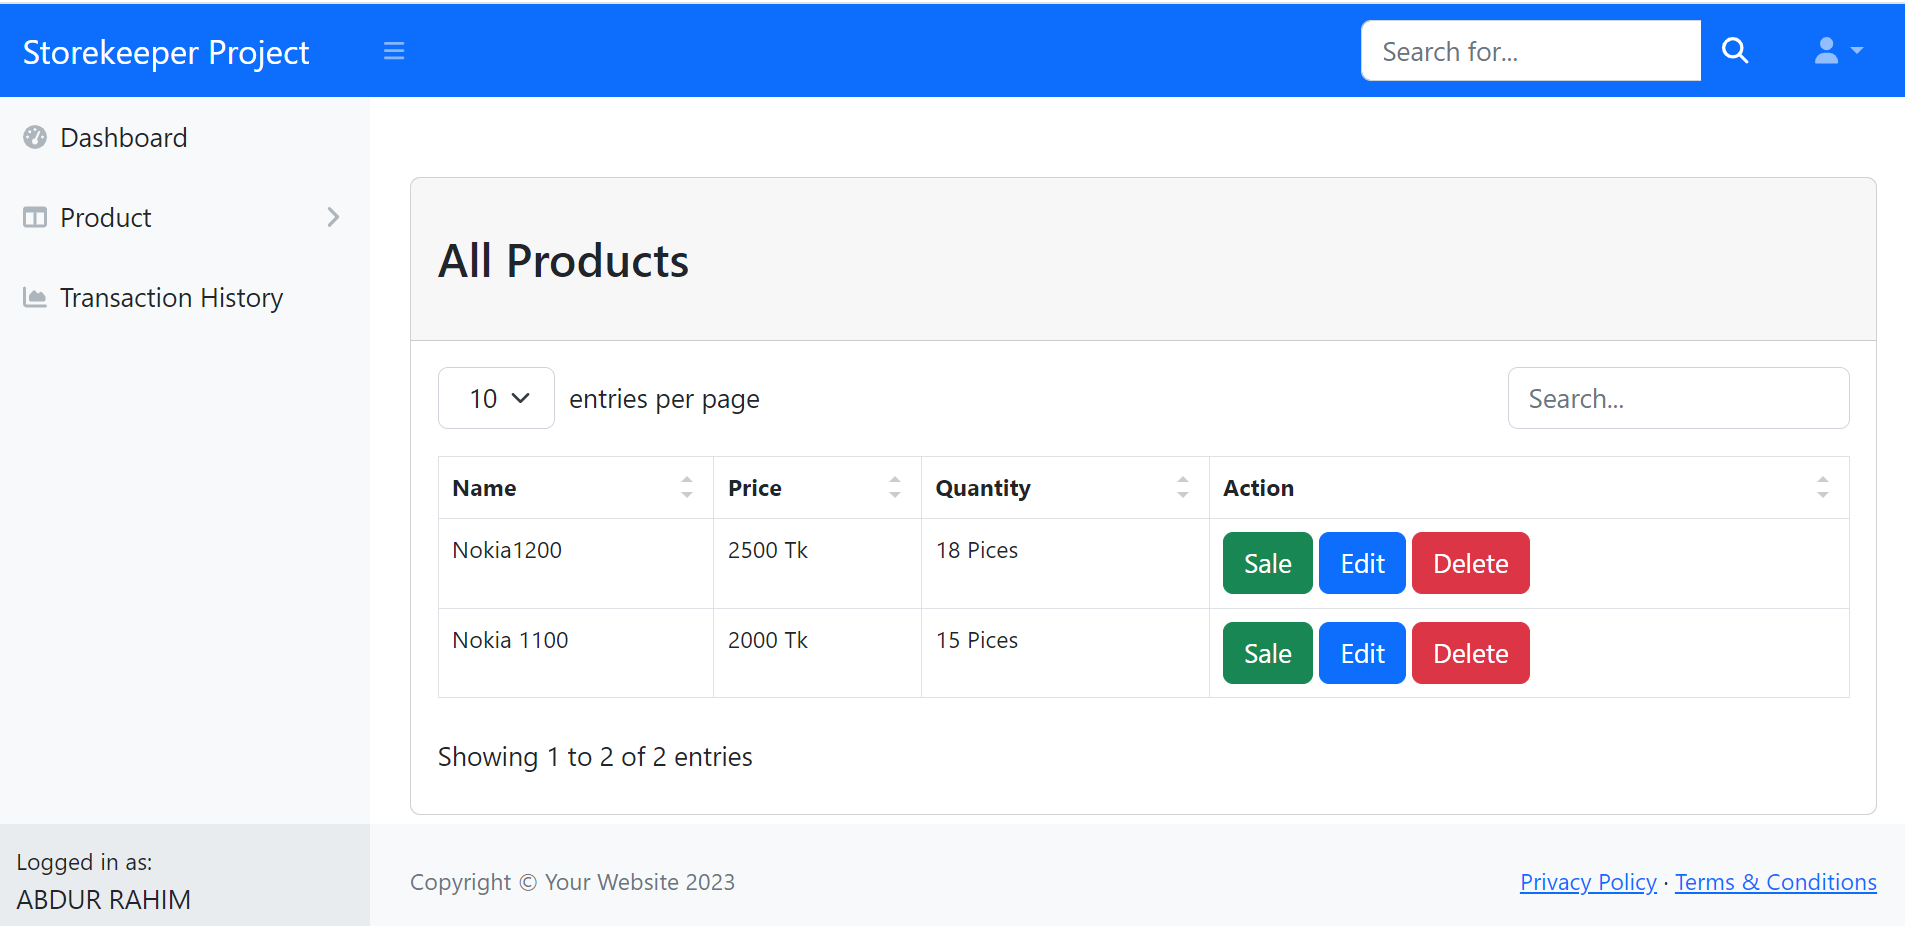 Storekeeper Project
Search for...
Dashboard
Product
Transaction History
All Products
10 entries per page
Search...
Name Price Quantity Action
Nokia1200 2500 Tk 18 Pices Sale Edit Delete
Nokia 1100 2000 Tk 15 Pices Sale Edit Delete
Showing 1 to 2 of 2 entries
Logged in as:
ABDUR RAHIM
Copyright © Your Website 2023
Privacy Policy · Terms & Conditions